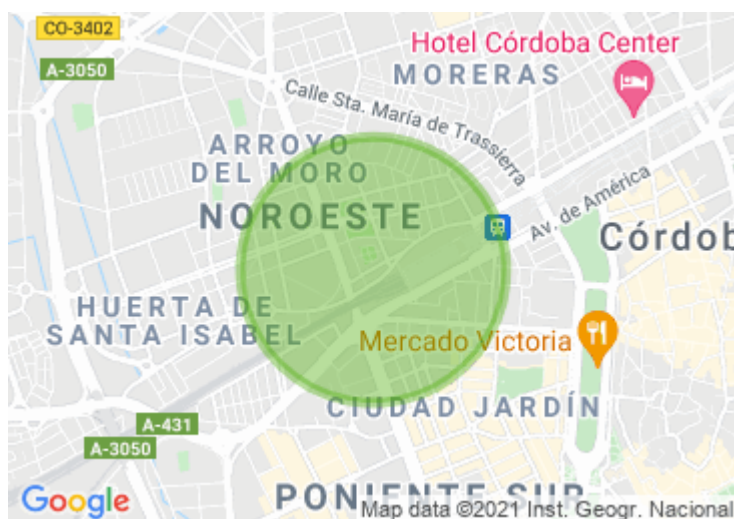 CO-3402
A-3050
Hotel Córdoba Center
MORERAS
Calle Sta. María de Trassierra
ARROYO
DEL MORO
NOROESTE
Av. de América
Córdob
HUERTA DE
SANTA ISABEL
Mercado Victoria
CIUDAD JARDÍN
A-431
A-3050
PONIENTE SUR
Google
Map data ©2021 Inst. Geogr. Nacional